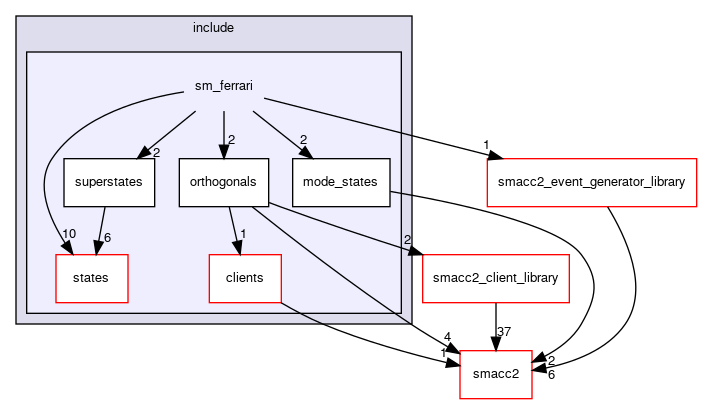 include
sm_ferrari
2
2
2
1
superstates
orthogonals
mode_states
smacc2_event_generator_library
10
6
1
2
states
clients
smacc2_client_library
4
1
37
2
6
smacc2